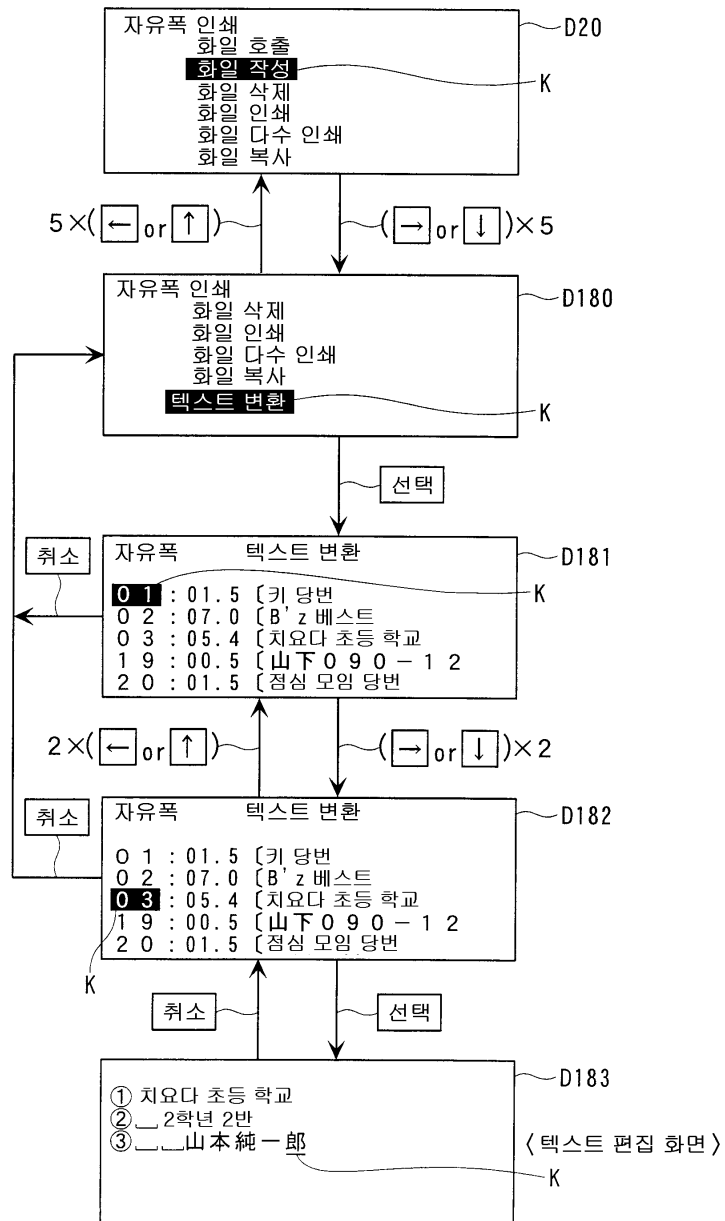 자유폭 인쇄
화일 호출
화일 작성
화일 삭제
화일 인쇄
화일 다수 인쇄
화일 복사
D20
K
5×(← or ↑)
(→ or ↓)×5
자유폭 인쇄
화일 삭제
화일 인쇄
화일 다수 인쇄
화일 복사
텍스트 변환
D180
K
선택
취소
자유폭 텍스트 변환
01:01.5〔키 당번
02:07.0〔B'z 베스트
03:05.4〔치요다 초등 학교
19:00.5〔山下090-12
20:01.5〔점심 모임 당번
D181
K
2×(← or ↑)
(→ or ↓)×2
취소
자유폭 텍스트 변환
01:01.5〔키 당번
02:07.0〔B'z 베스트
03:05.4〔치요다 초등 학교
19:00.5〔山下090-12
20:01.5〔점심 모임 당번
D182
K
취소
선택
① 치요다 초등 학교
②⎵2학년 2반
③⎵⎵山本純一郎
D183
K
〈텍스트 편집 화면〉